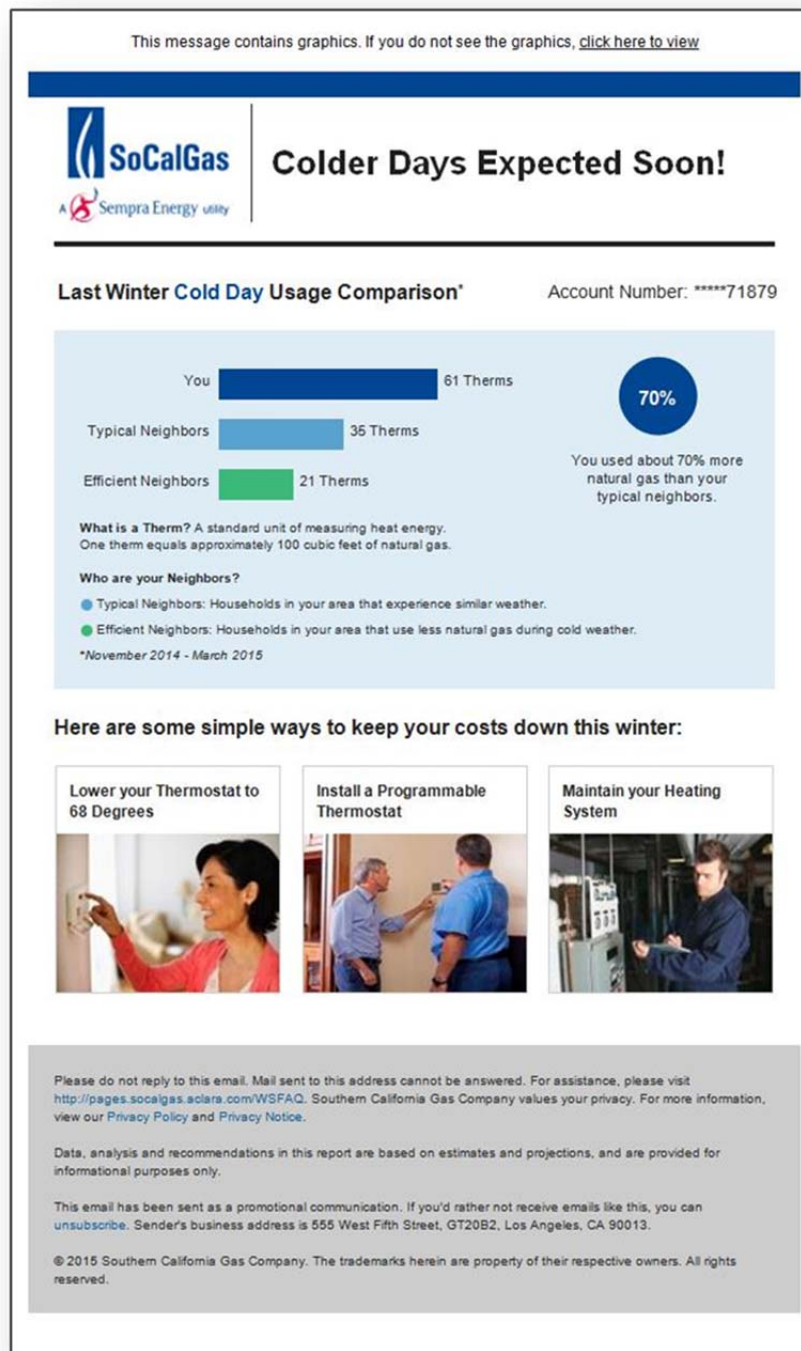 This message contains graphics. If you do not see the graphics, click here to view
SoCalGas
A Sempra Energy utility
Colder Days Expected Soon!
Last Winter Cold Day Usage Comparison*
Account Number: *****71879
You
61 Therms
Typical Neighbors
35 Therms
Efficient Neighbors
21 Therms
70%
You used about 70% more
natural gas than your
typical neighbors.
What is a Therm? A standard unit of measuring heat energy.
One therm equals approximately 100 cubic feet of natural gas.
Who are your Neighbors?
Typical Neighbors: Households in your area that experience similar weather.
Efficient Neighbors: Households in your area that use less natural gas during cold weather.
*November 2014 - March 2015
Here are some simple ways to keep your costs down this winter:
Lower your Thermostat to
68 Degrees
Install a Programmable
Thermostat
Maintain your Heating
System
Please do not reply to this email. Mail sent to this address cannot be answered. For assistance, please visit
http://pages.socalgas.aclara.com/WSFAQ. Southern California Gas Company values your privacy. For more information,
view our Privacy Policy and Privacy Notice.
Data, analysis and recommendations in this report are based on estimates and projections, and are provided for
informational purposes only.
This email has been sent as a promotional communication. If you'd rather not receive emails like this, you can
unsubscribe. Sender's business address is 555 West Fifth Street, GT20B2, Los Angeles, CA 90013.
© 2015 Southern California Gas Company. The trademarks herein are property of their respective owners. All rights
reserved.